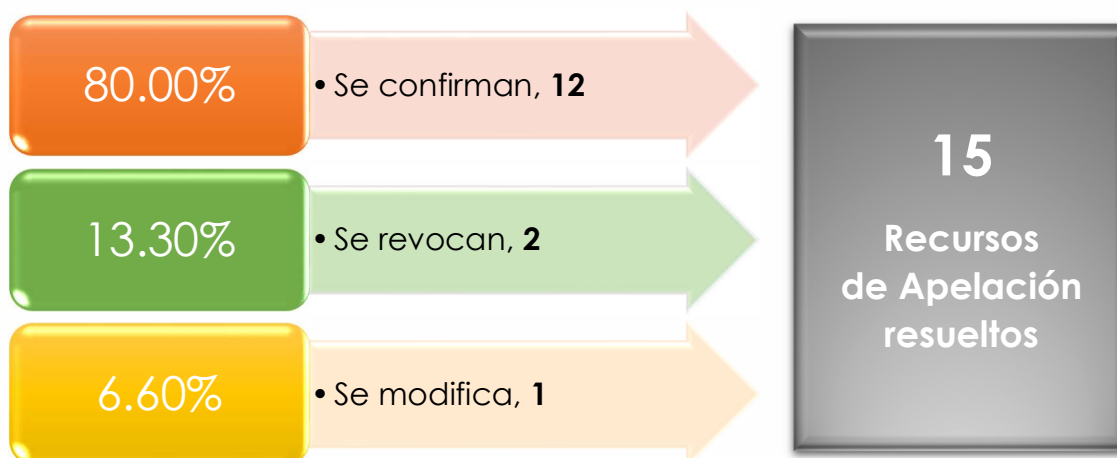 80.00%
• Se confirman, 12
13.30%
• Se revocan, 2
6.60%
• Se modifica, 1
15
Recursos
de Apelación
resueltos